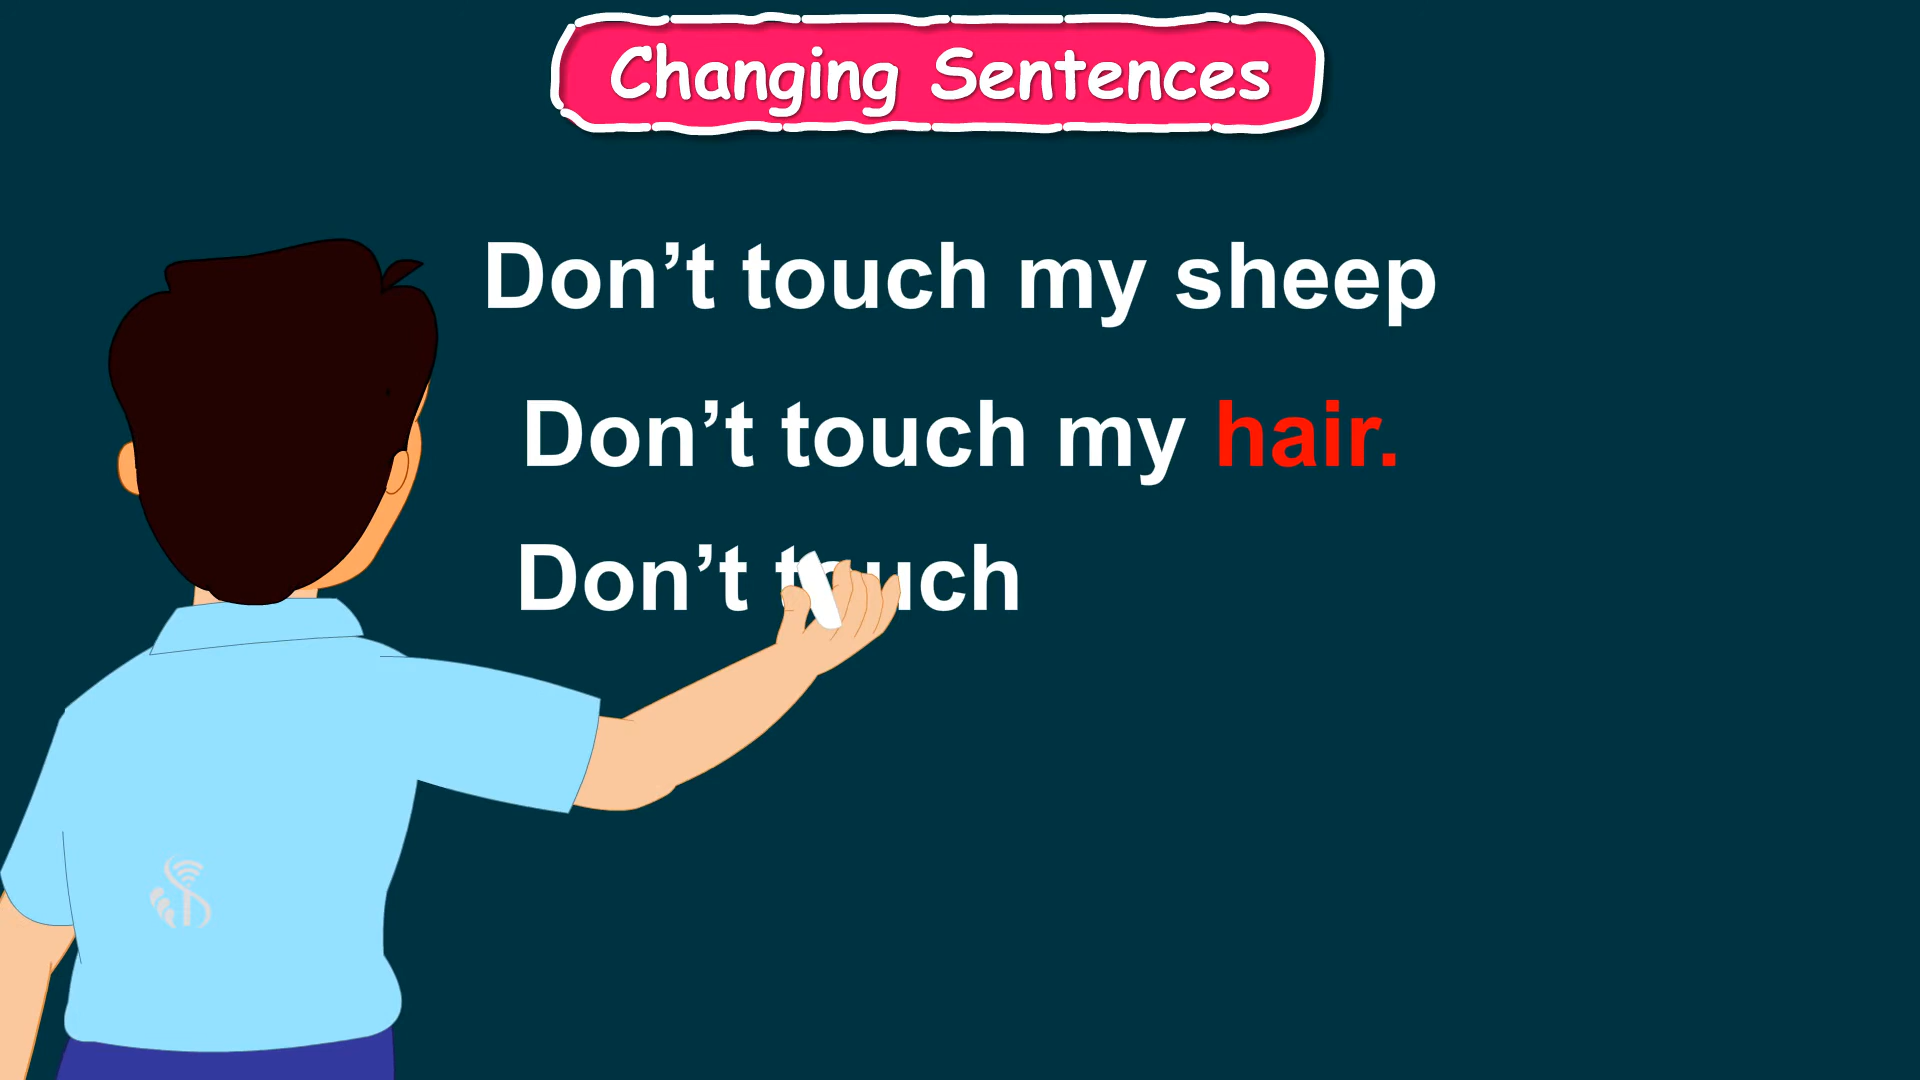 Changing Sentences
Don’t touch my sheep
Don’t touch my hair.
Don’t touch